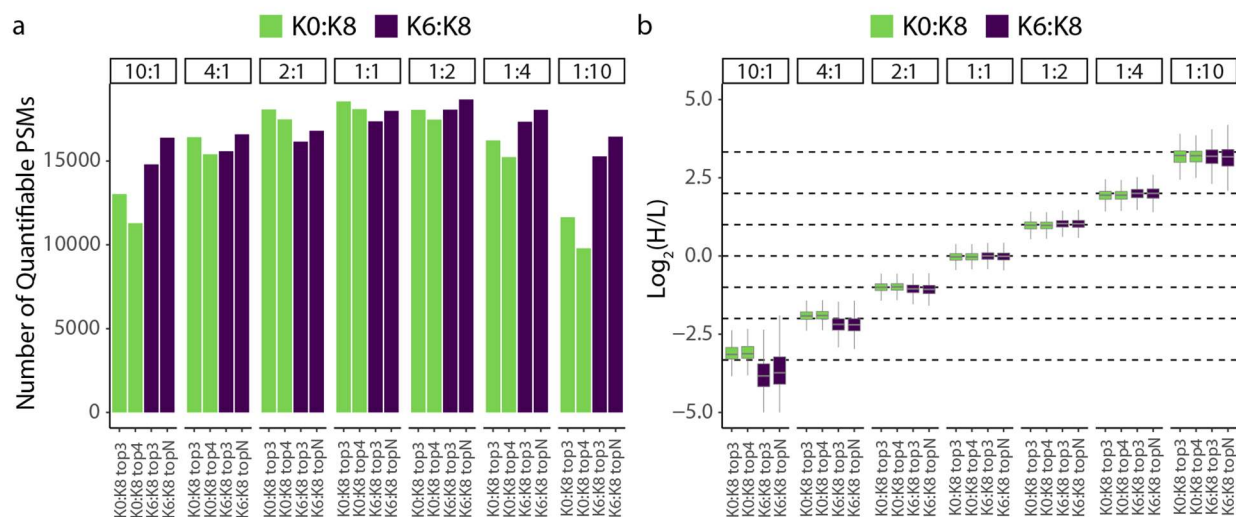 a
K0:K8 K6:K8
10:1 4:1 2:1 1:1 1:2 1:4 1:10
Number of Quantifiable PSMs
15000
10000
5000
0
K0:K8 top3
K0:K8 top4
K6:K8 top3
K6:K8 topN
K0:K8 top3
K0:K8 top4
K6:K8 top3
K6:K8 topN
K0:K8 top3
K0:K8 top4
K6:K8 top3
K6:K8 topN
K0:K8 top3
K0:K8 top4
K6:K8 top3
K6:K8 topN
K0:K8 top3
K0:K8 top4
K6:K8 top3
K6:K8 topN
K0:K8 top3
K0:K8 top4
K6:K8 top3
K6:K8 topN
K0:K8 top3
K0:K8 top4
K6:K8 top3
K6:K8 topN
b
K0:K8 K6:K8
10:1 4:1 2:1 1:1 1:2 1:4 1:10
Log₂(H/L)
5.0
2.5
0.0
−2.5
−5.0
K0:K8 top3
K0:K8 top4
K6:K8 top3
K6:K8 topN
K0:K8 top3
K0:K8 top4
K6:K8 top3
K6:K8 topN
K0:K8 top3
K0:K8 top4
K6:K8 top3
K6:K8 topN
K0:K8 top3
K0:K8 top4
K6:K8 top3
K6:K8 topN
K0:K8 top3
K0:K8 top4
K6:K8 top3
K6:K8 topN
K0:K8 top3
K0:K8 top4
K6:K8 top3
K6:K8 topN
K0:K8 top3
K0:K8 top4
K6:K8 top3
K6:K8 topN